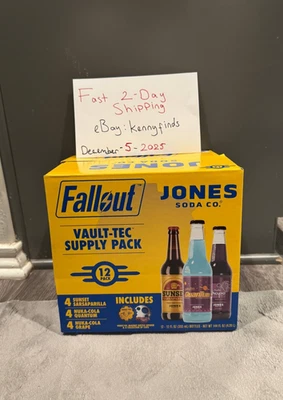 Fast 2-Day
Shipping
eBay: kennyfinds
December-5-2025
JONES
Fallout
JONES
SODA CO.
VAULT-TEC
SUPPLY PACK
12
PACK
4 SUNSET
SARSAPARILLA
4 NUKA-COLA
QUANTUM
4 NUKA-COLA
GRAPE
INCLUDES